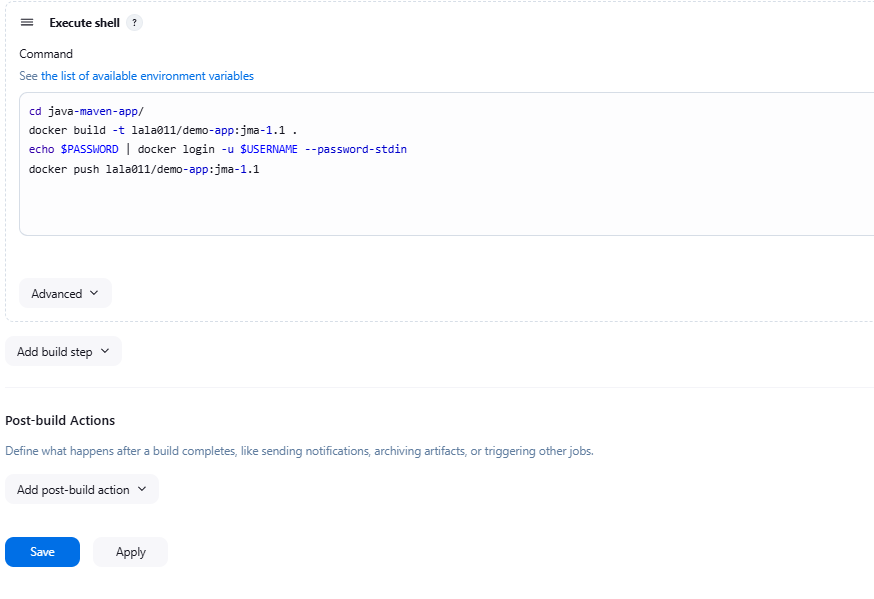 Execute shell ?
Command
See the list of available environment variables
cd java-maven-app/
docker build -t lala011/demo-app:jma-1.1 .
echo $PASSWORD | docker login -u $USERNAME --password-stdin
docker push lala011/demo-app:jma-1.1
Advanced
Add build step
Post-build Actions
Define what happens after a build completes, like sending notifications, archiving artifacts, or triggering other jobs.
Add post-build action
Save Apply